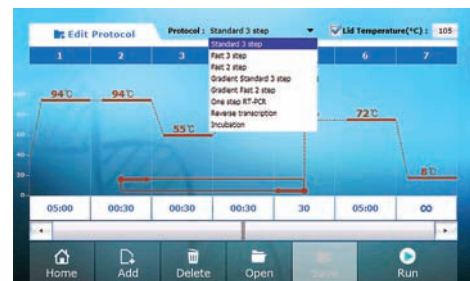 Edit Protocol
Protocol : Standard 3 step
Lid Temperature(°C) : 105
1 2 3 6 7
Standard 3 step
Fast 3 step
Fast 2 step
Gradient Standard 3 step
Gradient Fast 2 step
One step RT-PCR
Reverse transcription
Incubation
94℃ 94℃ 55℃ 72℃ 8℃
05:00 00:30 00:30 00:30 30 05:00 ∞
Home Add Delete Open Save Run